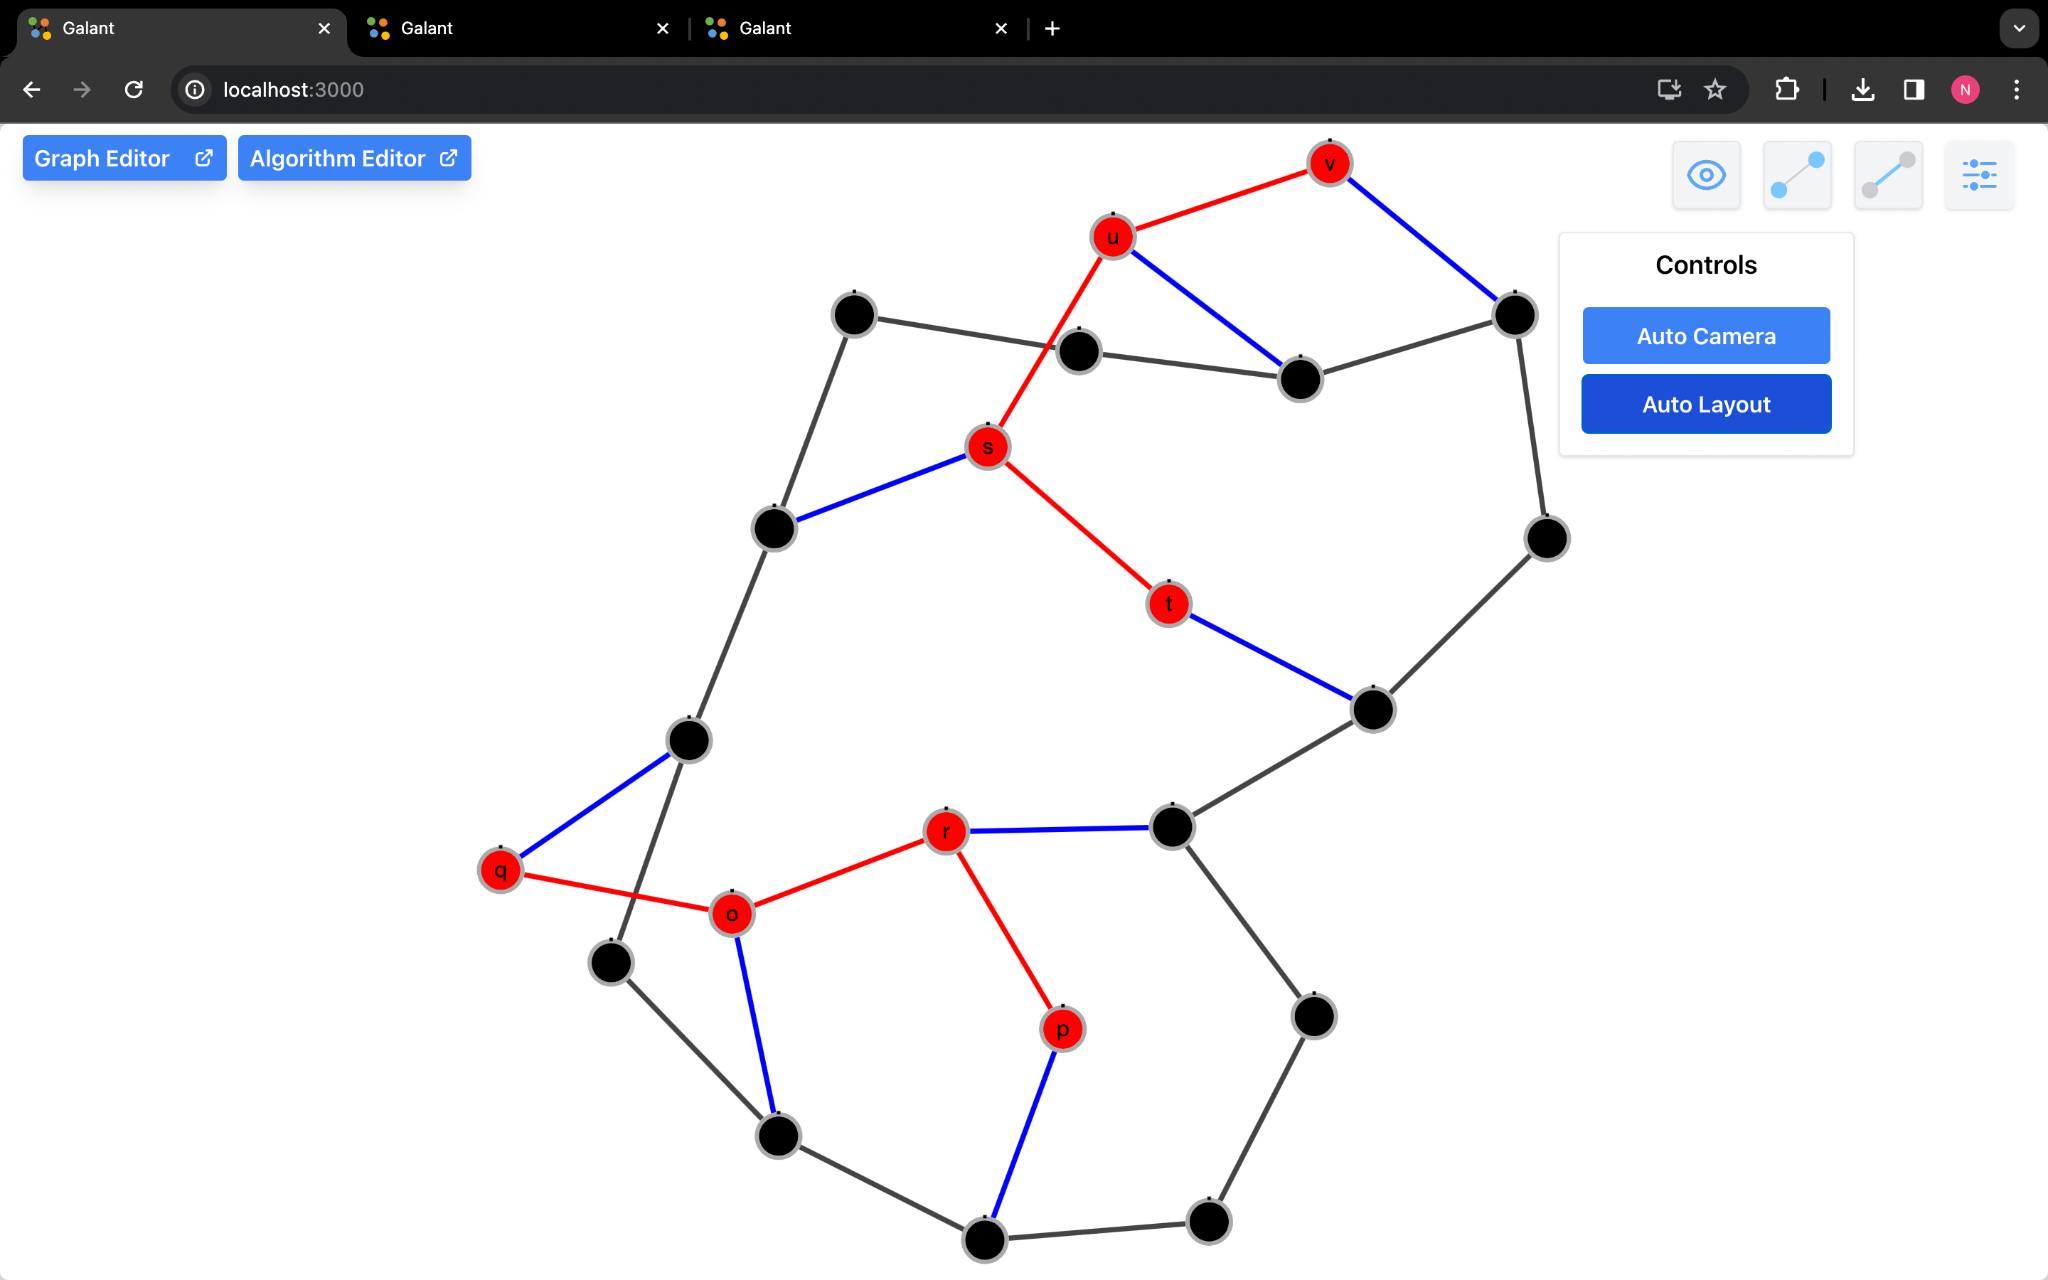 Galant
Galant
Galant
localhost:3000
N
Graph Editor
Algorithm Editor
Controls
Auto Camera
Auto Layout
v
u
s
t
r
q
o
p